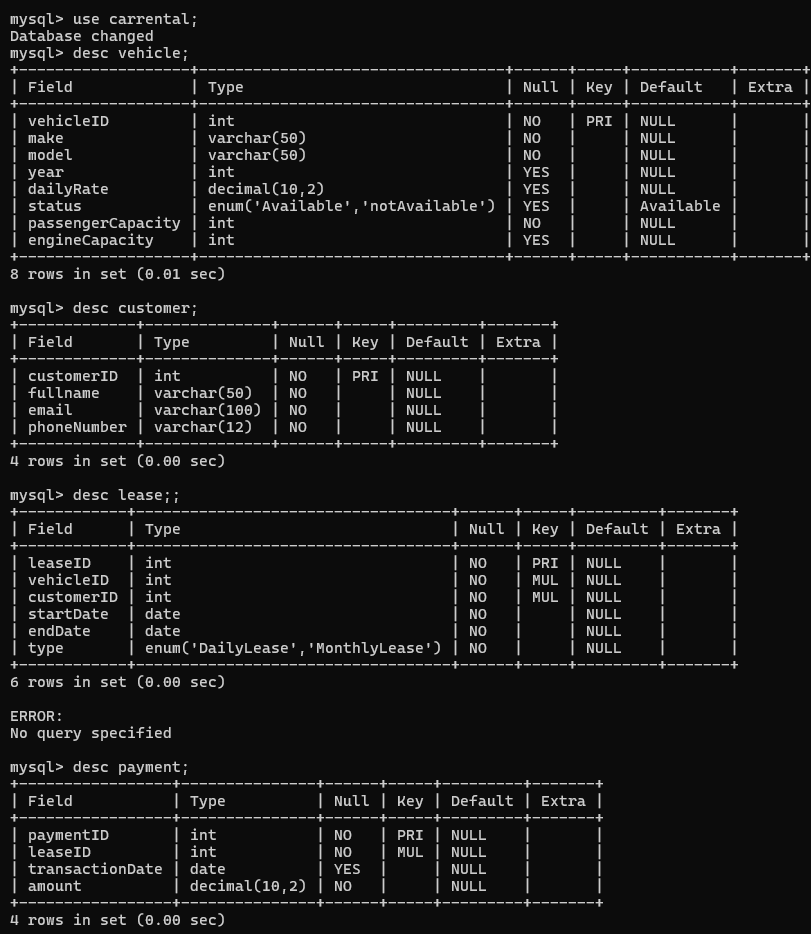 mysql> use carrental;
Database changed
mysql> desc vehicle;
+-------------------+----------------------------------+------+-----+-----------+-------+
| Field             | Type                             | Null | Key | Default   | Extra |
+-------------------+----------------------------------+------+-----+-----------+-------+
| vehicleID         | int                              | NO   | PRI | NULL      |       |
| make              | varchar(50)                      | NO   |     | NULL      |       |
| model             | varchar(50)                      | NO   |     | NULL      |       |
| year              | int                              | YES  |     | NULL      |       |
| dailyRate         | decimal(10,2)                    | YES  |     | NULL      |       |
| status            | enum('Available','notAvailable') | YES  |     | Available |       |
| passengerCapacity | int                              | NO   |     | NULL      |       |
| engineCapacity    | int                              | YES  |     | NULL      |       |
+-------------------+----------------------------------+------+-----+-----------+-------+
8 rows in set (0.01 sec)

mysql> desc customer;
+-------------+--------------+------+-----+---------+-------+
| Field       | Type         | Null | Key | Default | Extra |
+-------------+--------------+------+-----+---------+-------+
| customerID  | int          | NO   | PRI | NULL    |       |
| fullname    | varchar(50)  | NO   |     | NULL    |       |
| email       | varchar(100) | NO   |     | NULL    |       |
| phoneNumber | varchar(12)  | NO   |     | NULL    |       |
+-------------+--------------+------+-----+---------+-------+
4 rows in set (0.00 sec)

mysql> desc lease;;
+------------+-----------------------------------+------+-----+---------+-------+
| Field      | Type                              | Null | Key | Default | Extra |
+------------+-----------------------------------+------+-----+---------+-------+
| leaseID    | int                               | NO   | PRI | NULL    |       |
| vehicleID  | int                               | NO   | MUL | NULL    |       |
| customerID | int                               | NO   | MUL | NULL    |       |
| startDate  | date                              | NO   |     | NULL    |       |
| endDate    | date                              | NO   |     | NULL    |       |
| type       | enum('DailyLease','MonthlyLease') | NO   |     | NULL    |       |
+------------+-----------------------------------+------+-----+---------+-------+
6 rows in set (0.00 sec)

ERROR:
No query specified

mysql> desc payment;
+-----------------+---------------+------+-----+---------+-------+
| Field           | Type          | Null | Key | Default | Extra |
+-----------------+---------------+------+-----+---------+-------+
| paymentID       | int           | NO   | PRI | NULL    |       |
| leaseID         | int           | NO   | MUL | NULL    |       |
| transactionDate | date          | YES  |     | NULL    |       |
| amount          | decimal(10,2) | NO   |     | NULL    |       |
+-----------------+---------------+------+-----+---------+-------+
4 rows in set (0.00 sec)